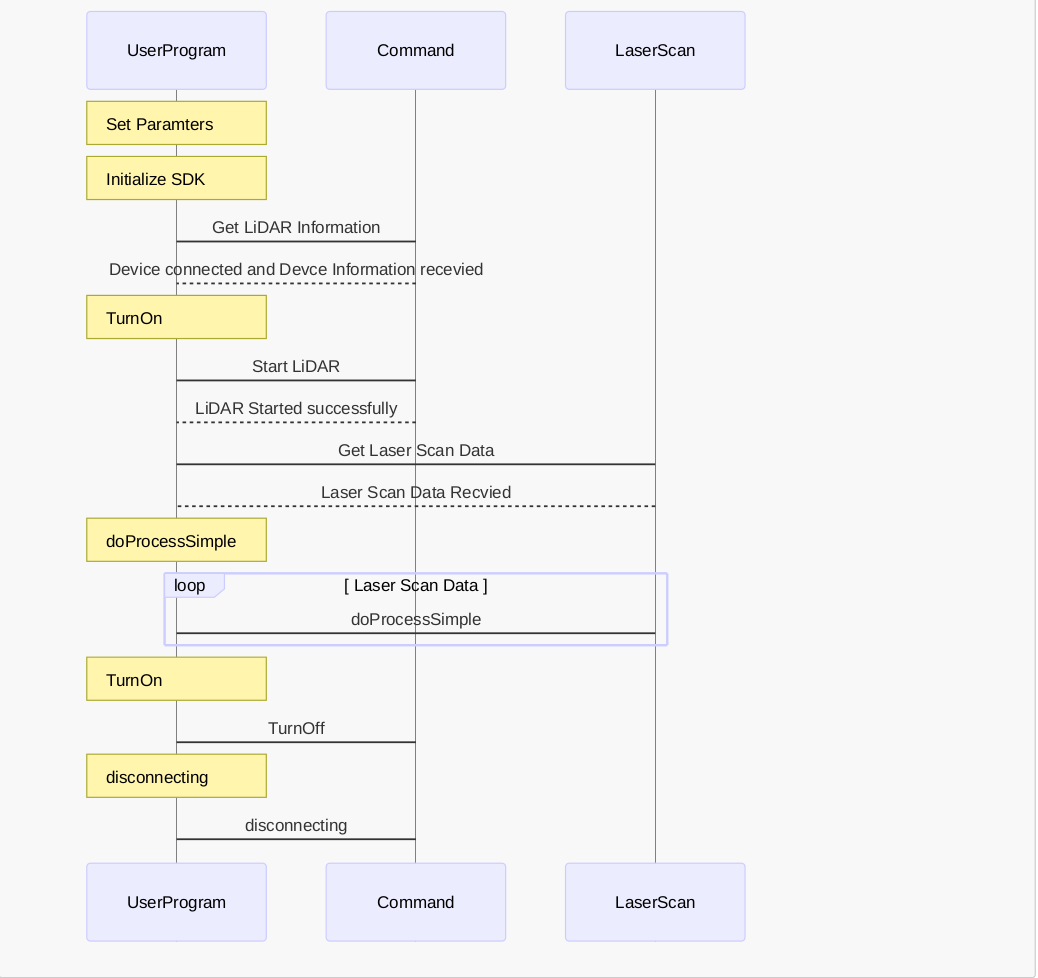 UserProgram
Command
LaserScan
Set Paramters
Initialize SDK
Get LiDAR Information
Device connected and Devce Information recevied
TurnOn
Start LiDAR
LiDAR Started successfully
Get Laser Scan Data
Laser Scan Data Recvied
doProcessSimple
loop
[ Laser Scan Data ]
doProcessSimple
TurnOn
TurnOff
disconnecting
disconnecting
UserProgram
Command
LaserScan